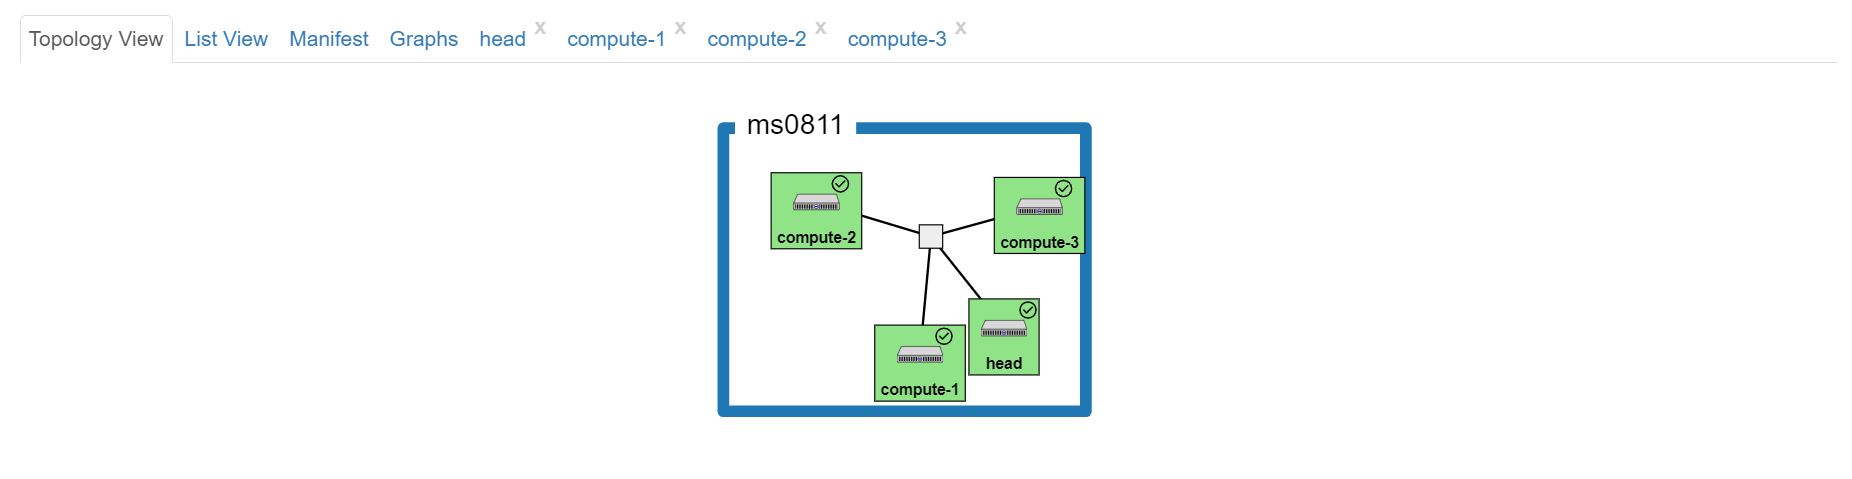 Topology View List View Manifest Graphs head x compute-1 x compute-2 x compute-3 x
ms0811
compute-2
compute-3
head
compute-1